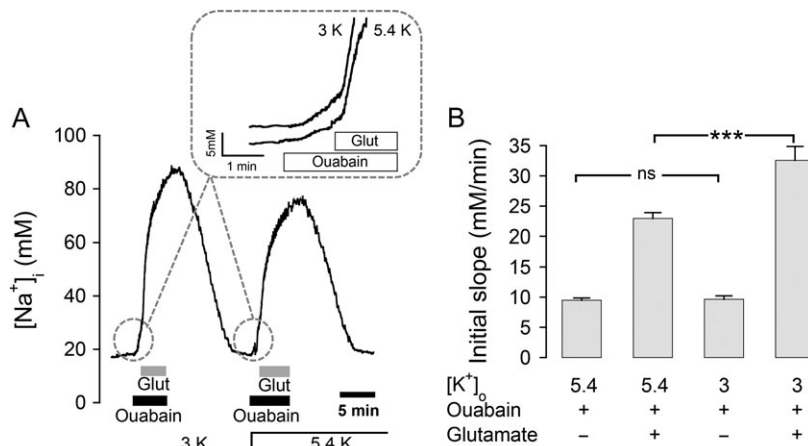 3 K 5.4 K
5mM
1 min
Glut
Ouabain
A
[Na+]i (mM)
100
80
60
40
20
0
Glut Glut
Ouabain Ouabain
5 min
3 K 5.4 K
B
Initial slope (mM/min)
35
30
25
20
15
10
5
0
ns
***
[K+]o 5.4 5.4 3 3
Ouabain + + + +
Glutamate – + – +